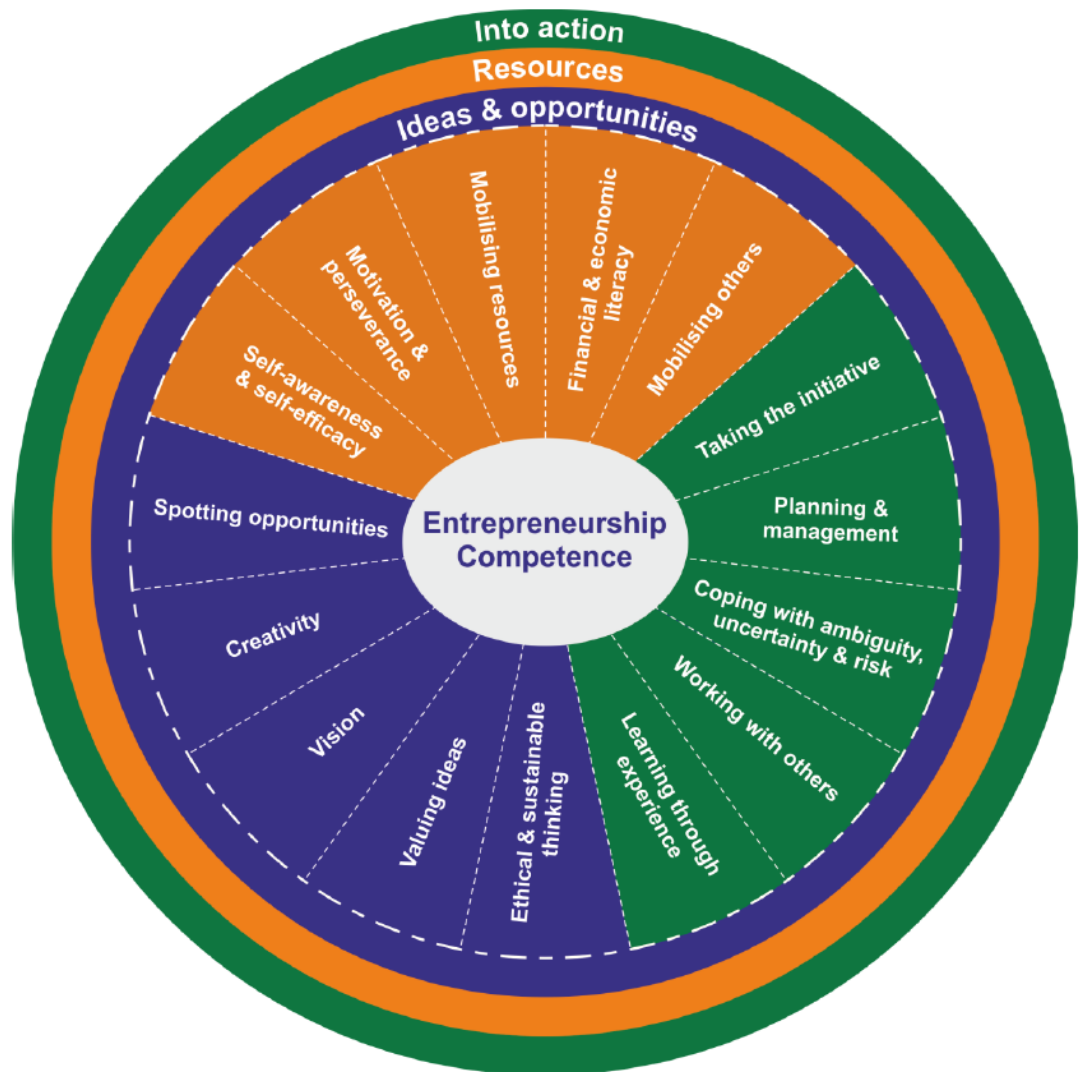 Into action
Resources
Ideas & opportunities
Mobilising resources
Financial & economic
literacy
Mobilising others
Taking the initiative
Planning &
management
Coping with ambiguity,
uncertainty & risk
Working with others
Learning through
experience
Ethical & sustainable
thinking
Valuing ideas
Vision
Creativity
Spotting opportunities
Self-awareness
& self-efficacy
Motivation &
perseverance
Entrepreneurship
Competence